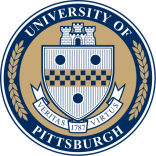 UNIVERSITY OF
PITTSBURGH
VERITAS
1787
VIRTUS